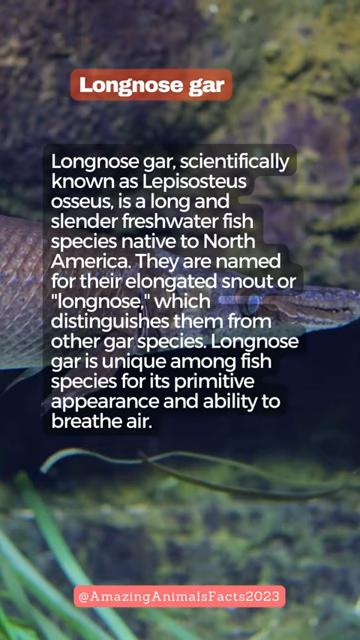 Longnose gar
Longnose gar, scientifically
known as Lepisosteus
osseus, is a long and
slender freshwater fish
species native to North
America. They are named
for their elongated snout or
"longnose," which
distinguishes them from
other gar species. Longnose
gar is unique among fish
species for its primitive
appearance and ability to
breathe air.
@AmazingAnimalsFacts2023